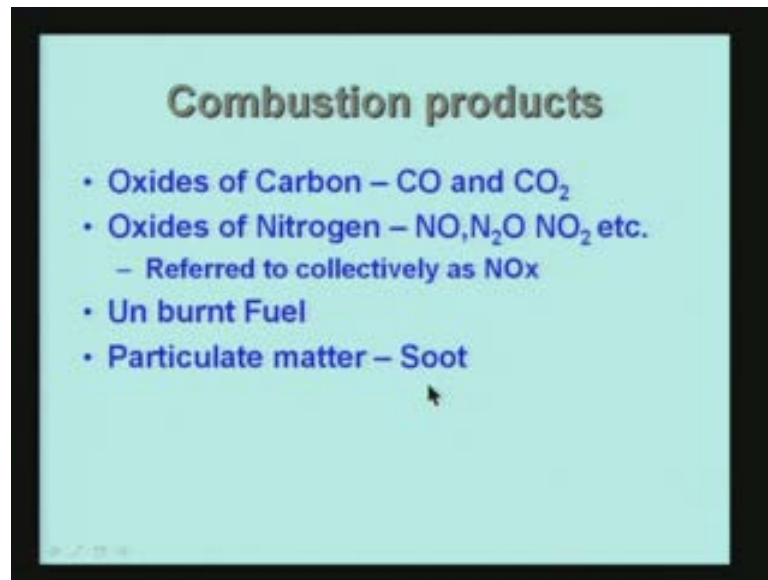 Combustion products
• Oxides of Carbon – CO and CO₂
• Oxides of Nitrogen – NO,N₂O NO₂ etc.
– Referred to collectively as NOx
• Un burnt Fuel
• Particulate matter – Soot